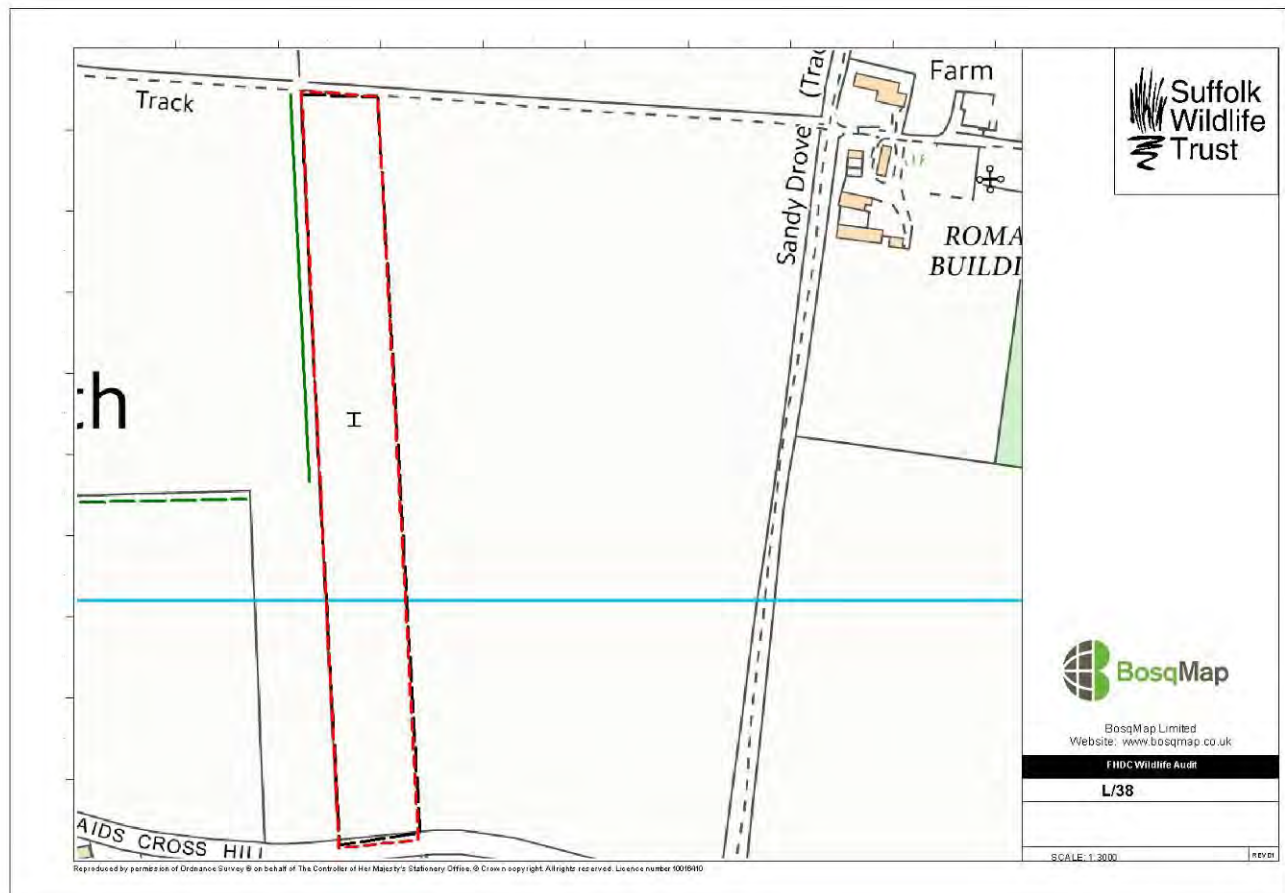 Track
(Trac
Farm
Sandy Drove
ROMA
BUILDI
:h
I
AIDS CROSS HILL
Suffolk
Wildlife
Trust
BosqMap
BosqMap Limited
Website: www.bosqmap.co.uk
FHDC Wildlife Audit
L/38
SCALE: 1:3000
REV 01
Reproduced by permission of Ordnance Survey ® on behalf of The Controller of Her Majesty's Stationery Office. © Crown copyright. All rights reserved. Licence number 10016410